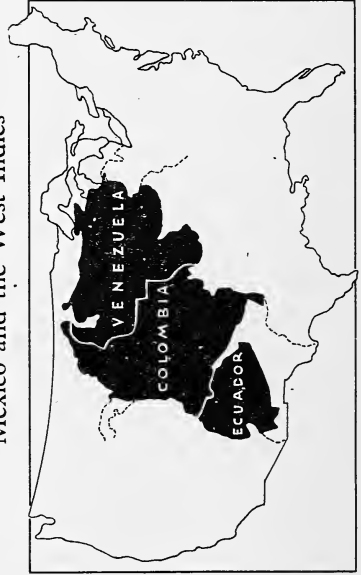 Mexico and the West Indies
VENEZUELA
COLOMBIA
ECUADOR